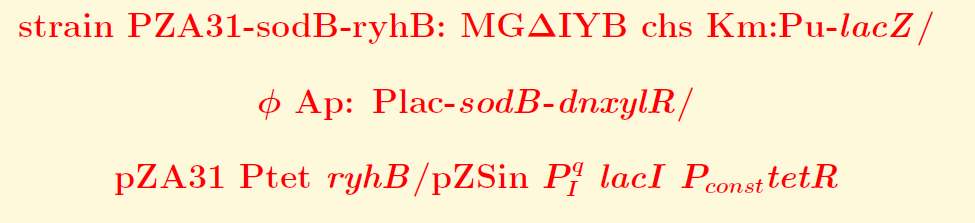 strain PZA31-sodB-ryhB: MGΔIYB chs Km:Pu-lacZ/
ϕ Ap: Plac-sodB-dnxylR/
pZA31 Ptet ryhB/pZSin P_I^q lacI P_const tetR